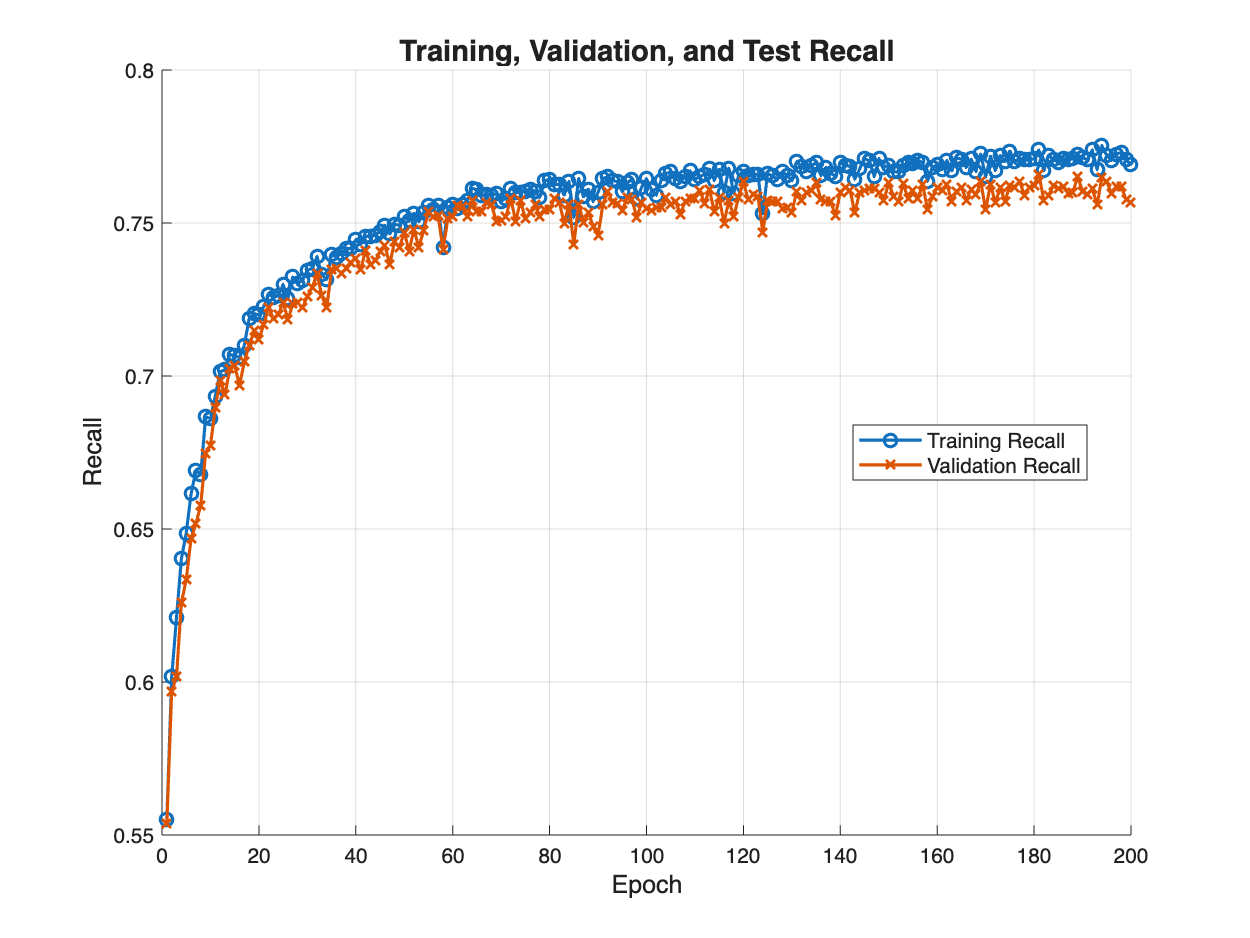 Training, Validation, and Test Recall
0.8
0.75
0.7
0.65
0.6
0.55
Recall
Training Recall
Validation Recall
0 20 40 60 80 100 120 140 160 180 200
Epoch